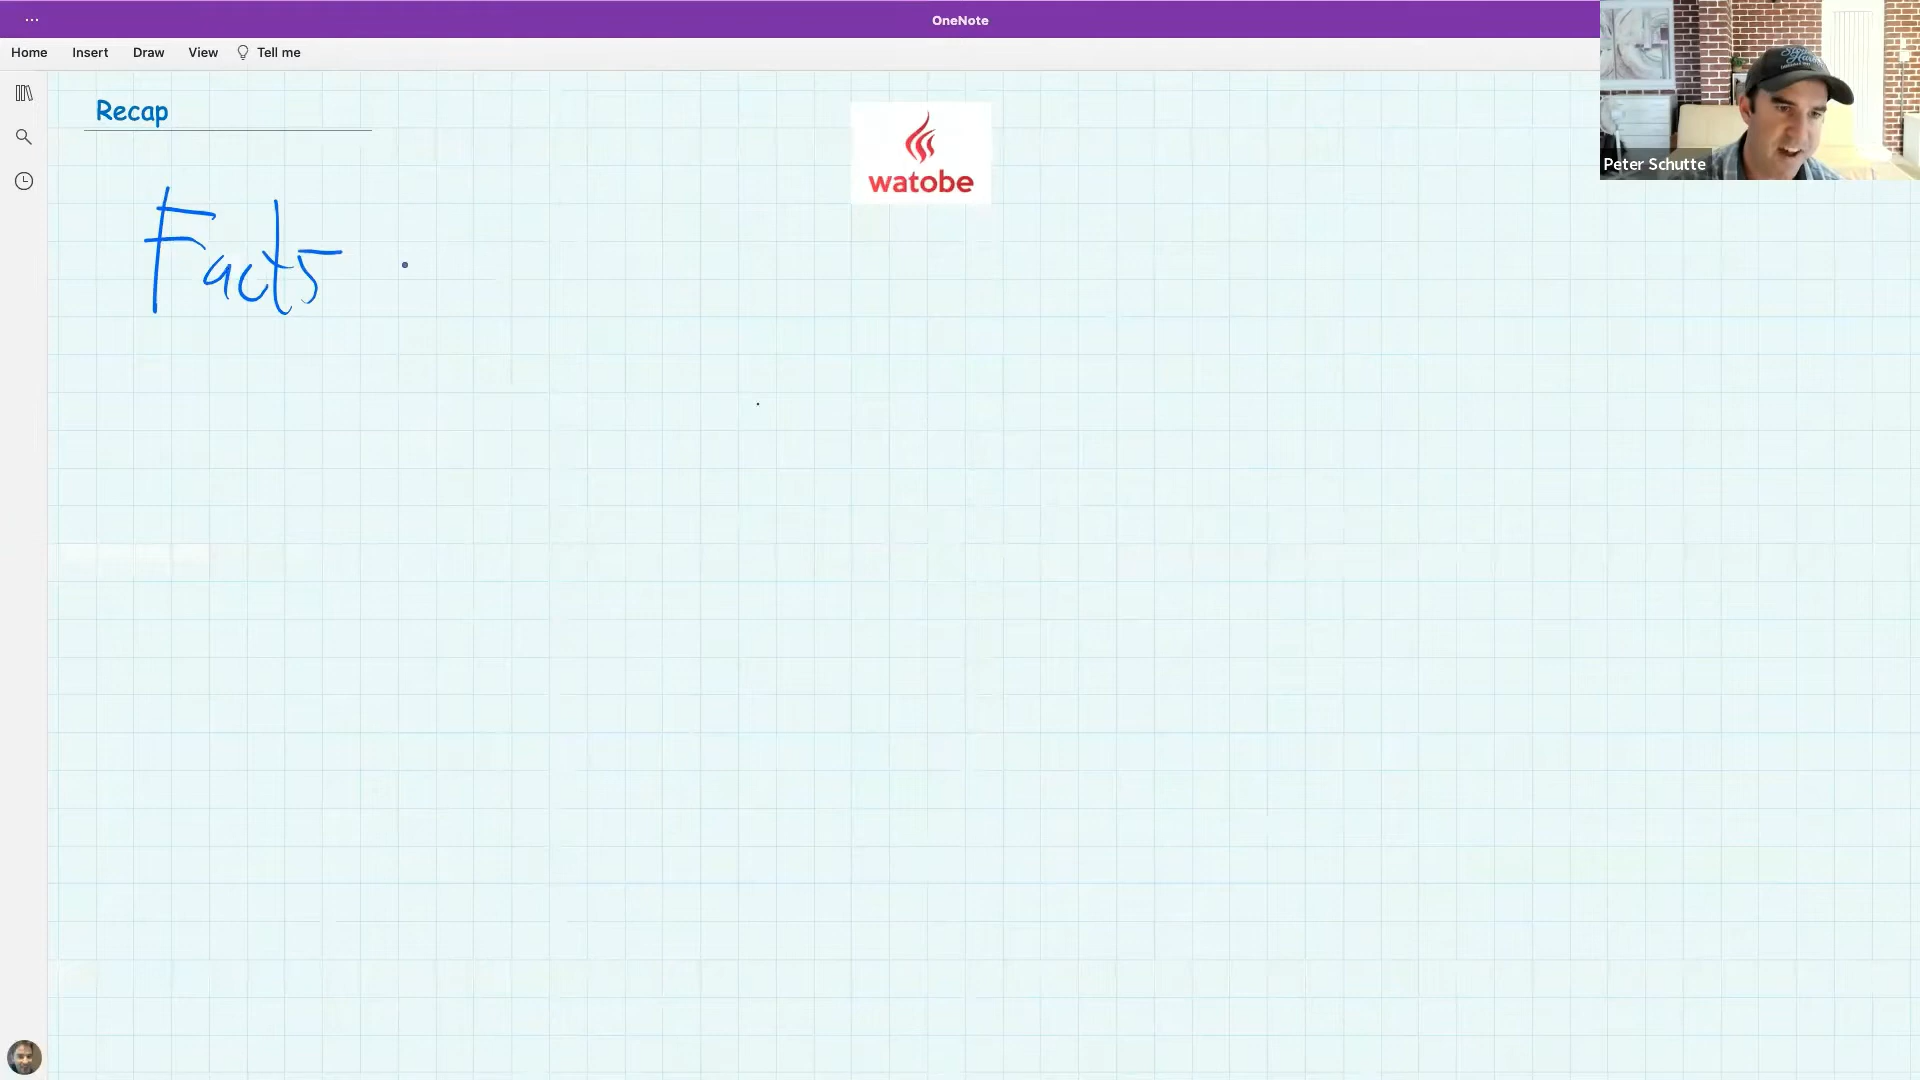 OneNote
Home Insert Draw View Tell me
Recap
watobe
Peter Schutte
Facts